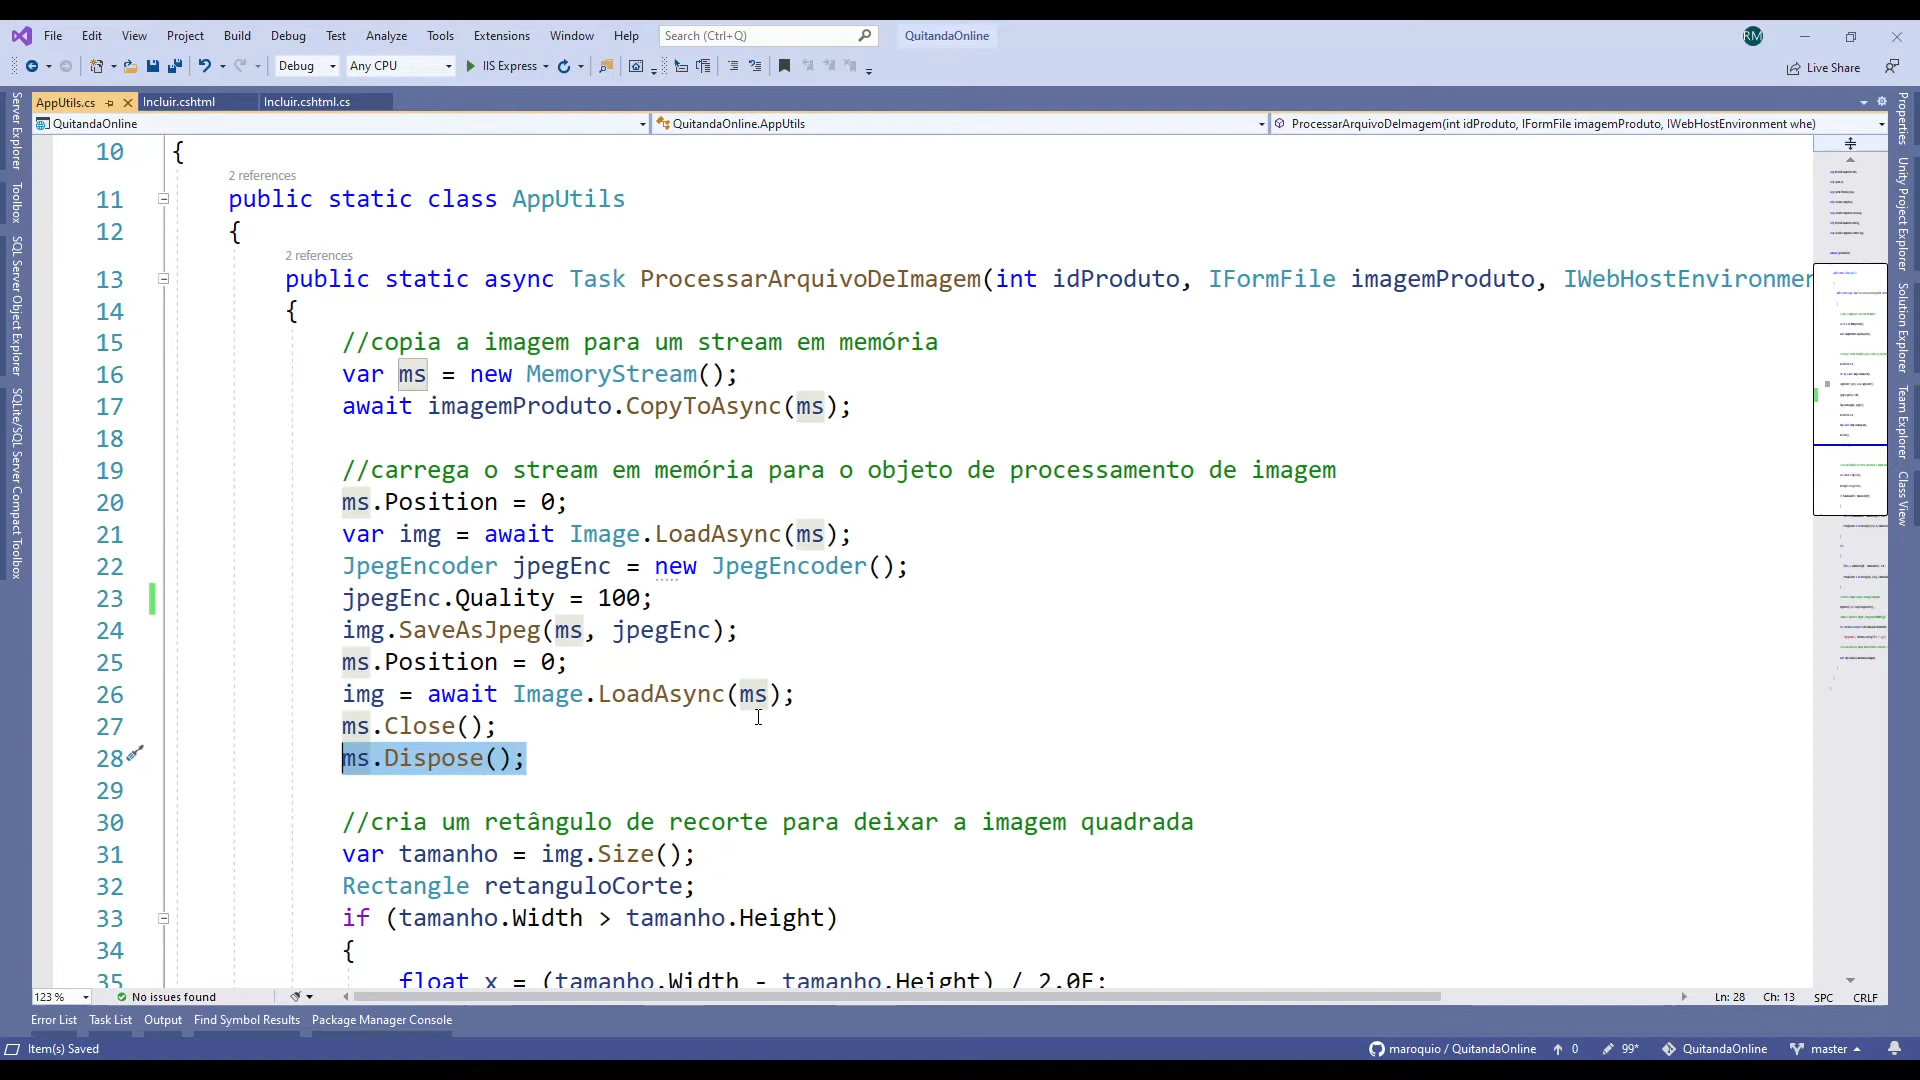 File Edit View Project Build Debug Test Analyze Tools Extensions Window Help Search (Ctrl+Q) QuitandaOnline RM
Debug Any CPU IIS Express Live Share
AppUtils.cs Incluir.cshtml Incluir.cshtml.cs
QuitandaOnline QuitandaOnline.AppUtils ProcessarArquivoDeImagem(int idProduto, IFormFile imagemProduto, IWebHostEnvironment whe)
Server Explorer
Toolbox
SQL Server Object Explorer
SQLite/SQL Server Compact Toolbox
10 {
2 references
11 public static class AppUtils
12 {
2 references
13 public static async Task ProcessarArquivoDeImagem(int idProduto, IFormFile imagemProduto, IWebHostEnvironmer
14 {
15 //copia a imagem para um stream em memória
16 var ms = new MemoryStream();
17 await imagemProduto.CopyToAsync(ms);
18
19 //carrega o stream em memória para o objeto de processamento de imagem
20 ms.Position = 0;
21 var img = await Image.LoadAsync(ms);
22 JpegEncoder jpegEnc = new JpegEncoder();
23 jpegEnc.Quality = 100;
24 img.SaveAsJpeg(ms, jpegEnc);
25 ms.Position = 0;
26 img = await Image.LoadAsync(ms);
27 ms.Close();
28 ms.Dispose();
29
30 //cria um retângulo de recorte para deixar a imagem quadrada
31 var tamanho = img.Size();
32 Rectangle retanguloCorte;
33 if (tamanho.Width > tamanho.Height)
34 {
35 float x = (tamanho.Width - tamanho.Height) / 2.0F;
Properties
Unity Project Explorer
Solution Explorer
Team Explorer
Class View
123 % No issues found Ln: 28 Ch: 13 SPC CRLF
Error List Task List Output Find Symbol Results Package Manager Console
Item(s) Saved maroquio / QuitandaOnline 0 99* QuitandaOnline master